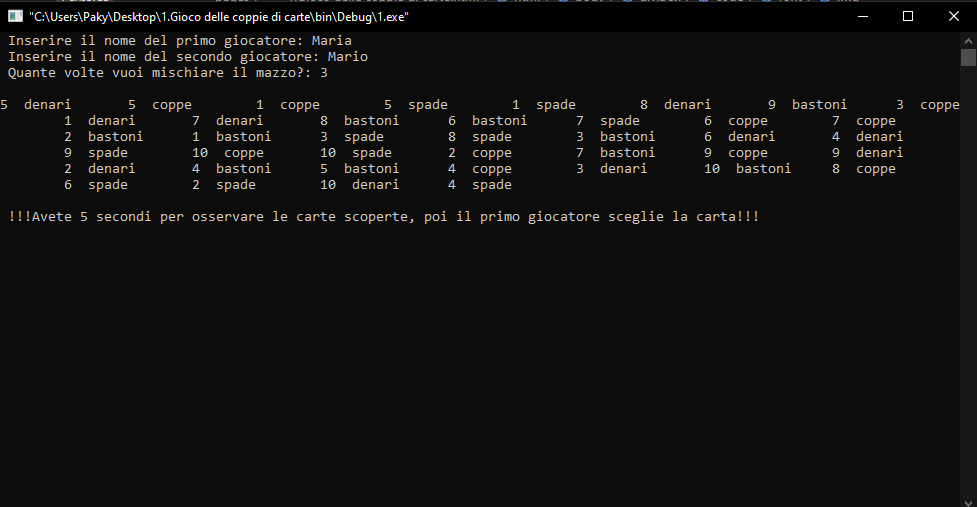 "C:\Users\Paky\Desktop\1.Gioco delle coppie di carte\bin\Debug\1.exe"
Inserire il nome del primo giocatore: Maria
Inserire il nome del secondo giocatore: Mario
Quante volte vuoi mischiare il mazzo?: 3
5 denari 5 coppe 1 coppe 5 spade 1 spade 8 denari 9 bastoni 3 coppe
1 denari 7 denari 8 bastoni 6 bastoni 7 spade 6 coppe 7 coppe
2 bastoni 1 bastoni 3 spade 8 spade 3 bastoni 6 denari 4 denari
9 spade 10 coppe 10 spade 2 coppe 7 bastoni 9 coppe 9 denari
2 denari 4 bastoni 5 bastoni 4 coppe 3 denari 10 bastoni 8 coppe
6 spade 2 spade 10 denari 4 spade
!!!Avete 5 secondi per osservare le carte scoperte, poi il primo giocatore sceglie la carta!!!